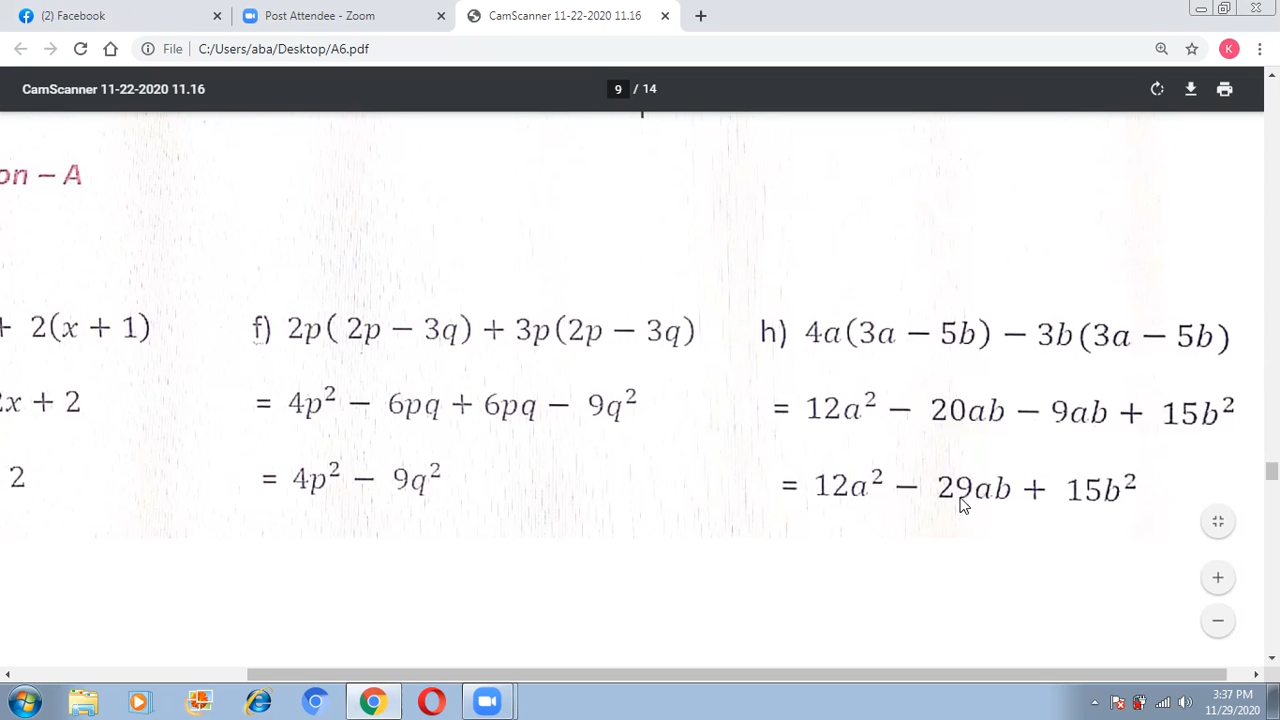 (2) Facebook
Post Attendee - Zoom
CamScanner 11-22-2020 11.16
File
C:/Users/aba/Desktop/A6.pdf
K
CamScanner 11-22-2020 11.16
9 / 14
on – A
+ 2(x + 1)
2x + 2
2
f) 2p( 2p − 3q) + 3p(2p − 3q)
= 4p² − 6pq + 6pq − 9q²
= 4p² − 9q²
h) 4a(3a − 5b) − 3b(3a − 5b)
= 12a² − 20ab − 9ab + 15b²
= 12a² − 29ab + 15b²
3:37 PM
11/29/2020